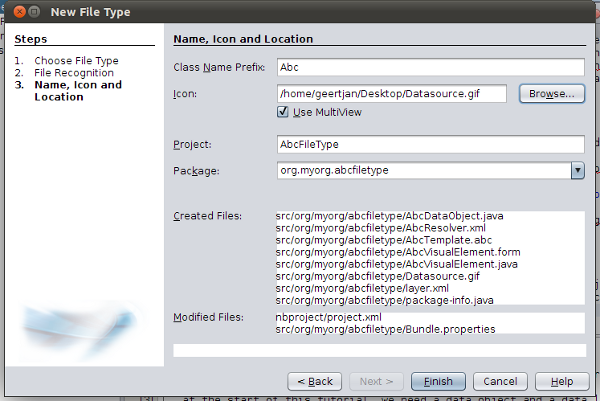 New File Type
Steps
1. Choose File Type
2. File Recognition
3. Name, Icon and
Location
Name, Icon and Location
Class Name Prefix: Abc
Icon: /home/geertjan/Desktop/Datasource.gif Browse...
Use MultiView
Project: AbcFileType
Package: org.myorg.abcfiletype
Created Files: src/org/myorg/abcfiletype/AbcDataObject.java
src/org/myorg/abcfiletype/AbcResolver.xml
src/org/myorg/abcfiletype/AbcTemplate.abc
src/org/myorg/abcfiletype/AbcVisualElement.form
src/org/myorg/abcfiletype/AbcVisualElement.java
src/org/myorg/abcfiletype/Datasource.gif
src/org/myorg/abcfiletype/layer.xml
src/org/myorg/abcfiletype/package-info.java
Modified Files: nbproject/project.xml
src/org/myorg/abcfiletype/Bundle.properties
< Back Next > Finish Cancel Help
at the start of this tutorial, we need a data object and a data